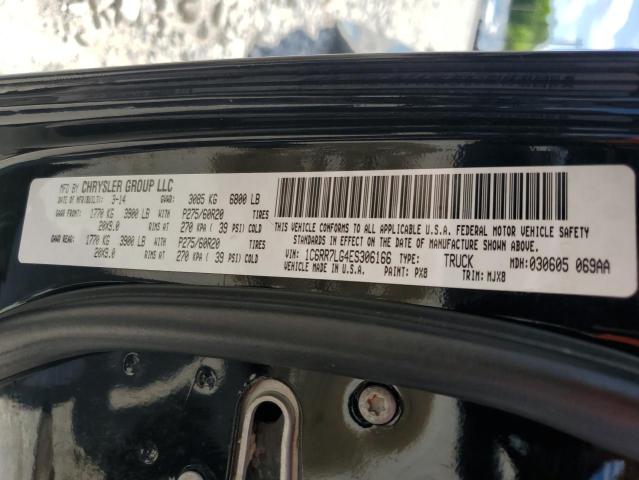 MFD BY CHRYSLER GROUP LLC
DATE OF MFR/BUILT: 3-14 GVWR: 3085 KG 6800 LB
GAWR FRONT: 1770 KG 3900 LB WITH P275/60R20 TIRES
20X9.0 RIMS AT 270 KPA ( 39 PSI) COLD
GAWR REAR: 1770 KG 3900 LB WITH P275/60R20 TIRES
20X9.0 RIMS AT 270 KPA ( 39 PSI) COLD
THIS VEHICLE CONFORMS TO ALL APPLICABLE U.S.A. FEDERAL MOTOR VEHICLE SAFETY
STANDARDS IN EFFECT ON THE DATE OF MANUFACTURE SHOWN ABOVE.
VIN: 1C6RR7LG4ES306166 TYPE: TRUCK MDH: 030605 069AA
VEHICLE MADE IN U.S.A. PAINT: PX8 TRIM: MJX8